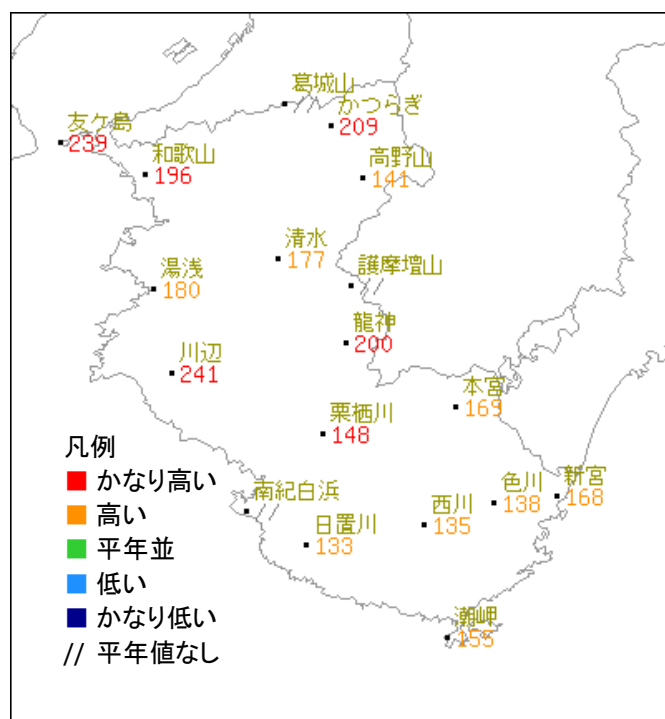 葛城山
//
かつらぎ
209
友ケ島
239
和歌山
196
高野山
141
清水
177
護摩壇山
//
湯浅
180
龍神
200
川辺
241
本宮
169
栗栖川
148
凡例
かなり高い
高い
平年並
低い
かなり低い
// 平年値なし
南紀白浜
//
日置川
133
西川
135
色川
138
新宮
168
潮岬
155